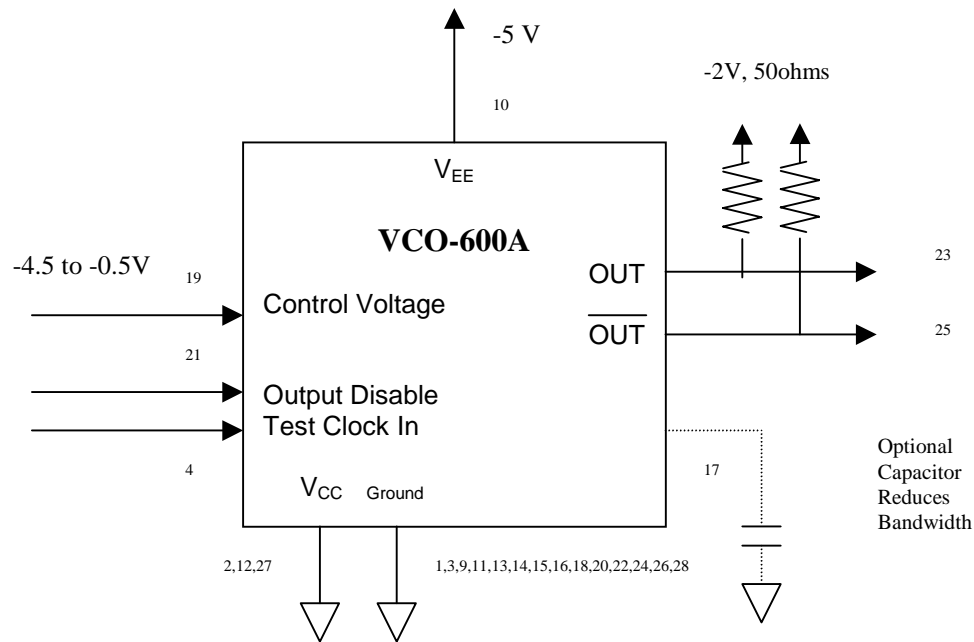 -5 V
-2V, 50ohms
10
VEE
VCO-600A
-4.5 to -0.5V
19
OUT
23
Control Voltage
OUT
25
21
Output Disable
Test Clock In
4
17
Optional
Capacitor
Reduces
Bandwidth
VCC Ground
2,12,27
1,3,9,11,13,14,15,16,18,20,22,24,26,28